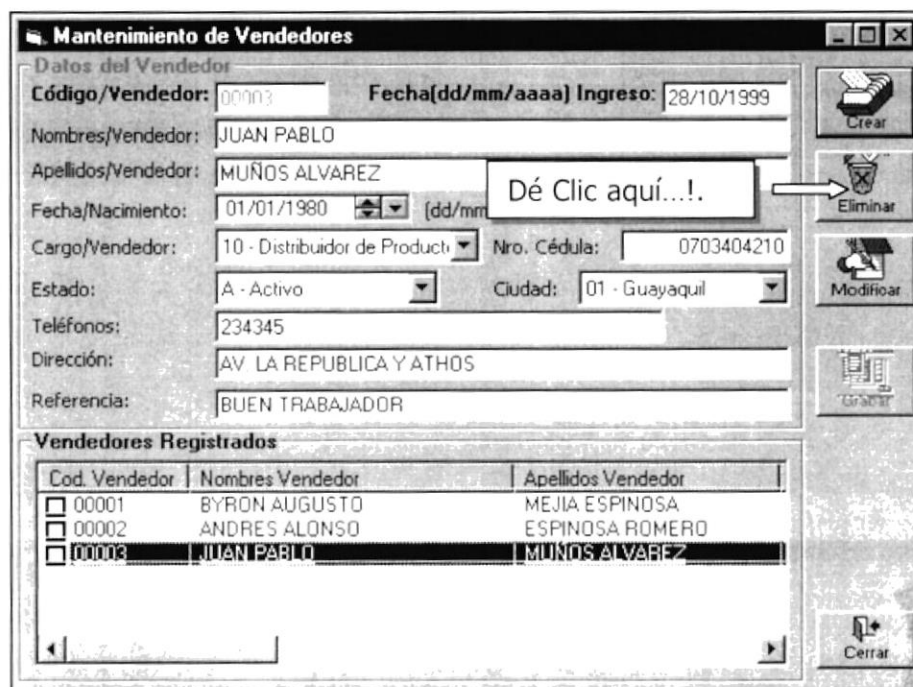 Mantenimiento de Vendedores
Datos del Vendedor
Código/Vendedor: 00003 Fecha(dd/mm/aaaa) Ingreso: 28/10/1999
Crear
Nombres/Vendedor: JUAN PABLO
Apellidos/Vendedor: MUÑOS ALVAREZ
Dé Clic aquí...!.
Eliminar
Fecha/Nacimiento: 01/01/1980 (dd/mm
Cargo/Vendedor: 10 - Distribuidor de Product Nro. Cédula: 0703404210
Estado: A - Activo Ciudad: 01 - Guayaquil
Modificar
Teléfonos: 234345
Dirección: AV. LA REPUBLICA Y ATHOS
Referencia: BUEN TRABAJADOR
Grabar
Vendedores Registrados
Cod. Vendedor Nombres Vendedor Apellidos Vendedor
00001 BYRON AUGUSTO MEJIA ESPINOSA
00002 ANDRES ALONSO ESPINOSA ROMERO
00003 JUAN PABLO MUÑOS ALVAREZ
Cerrar